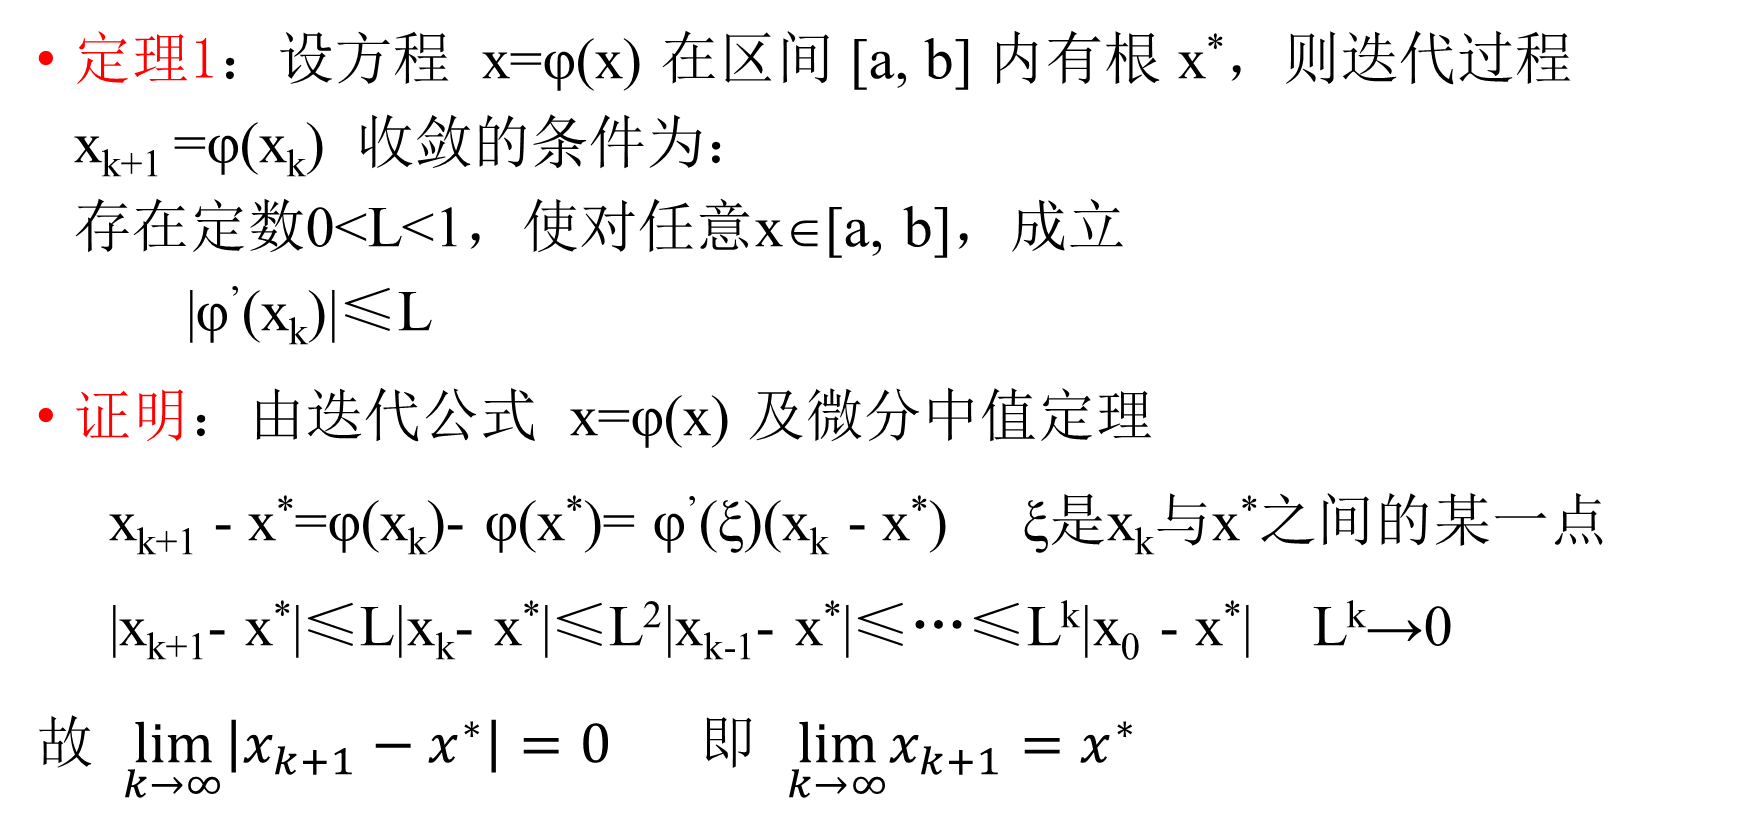 • 定理1：设方程 x=φ(x) 在区间 [a, b] 内有根 x*，则迭代过程
xₖ₊₁ =φ(xₖ) 收敛的条件为：
存在定数0<L<1，使对任意x∈[a, b]，成立
|φ’(xₖ)|≤L
• 证明：由迭代公式 x=φ(x) 及微分中值定理
xₖ₊₁ - x*=φ(xₖ)- φ(x*)= φ’(ξ)(xₖ - x*) ξ是xₖ与x*之间的某一点
|xₖ₊₁- x*|≤L|xₖ- x*|≤L²|xₖ₋₁- x*|≤⋯≤Lᵏ|x₀ - x*| Lᵏ→0
故 lim_{k→∞}|xₖ₊₁ − x*| = 0 即 lim_{k→∞} xₖ₊₁ = x*